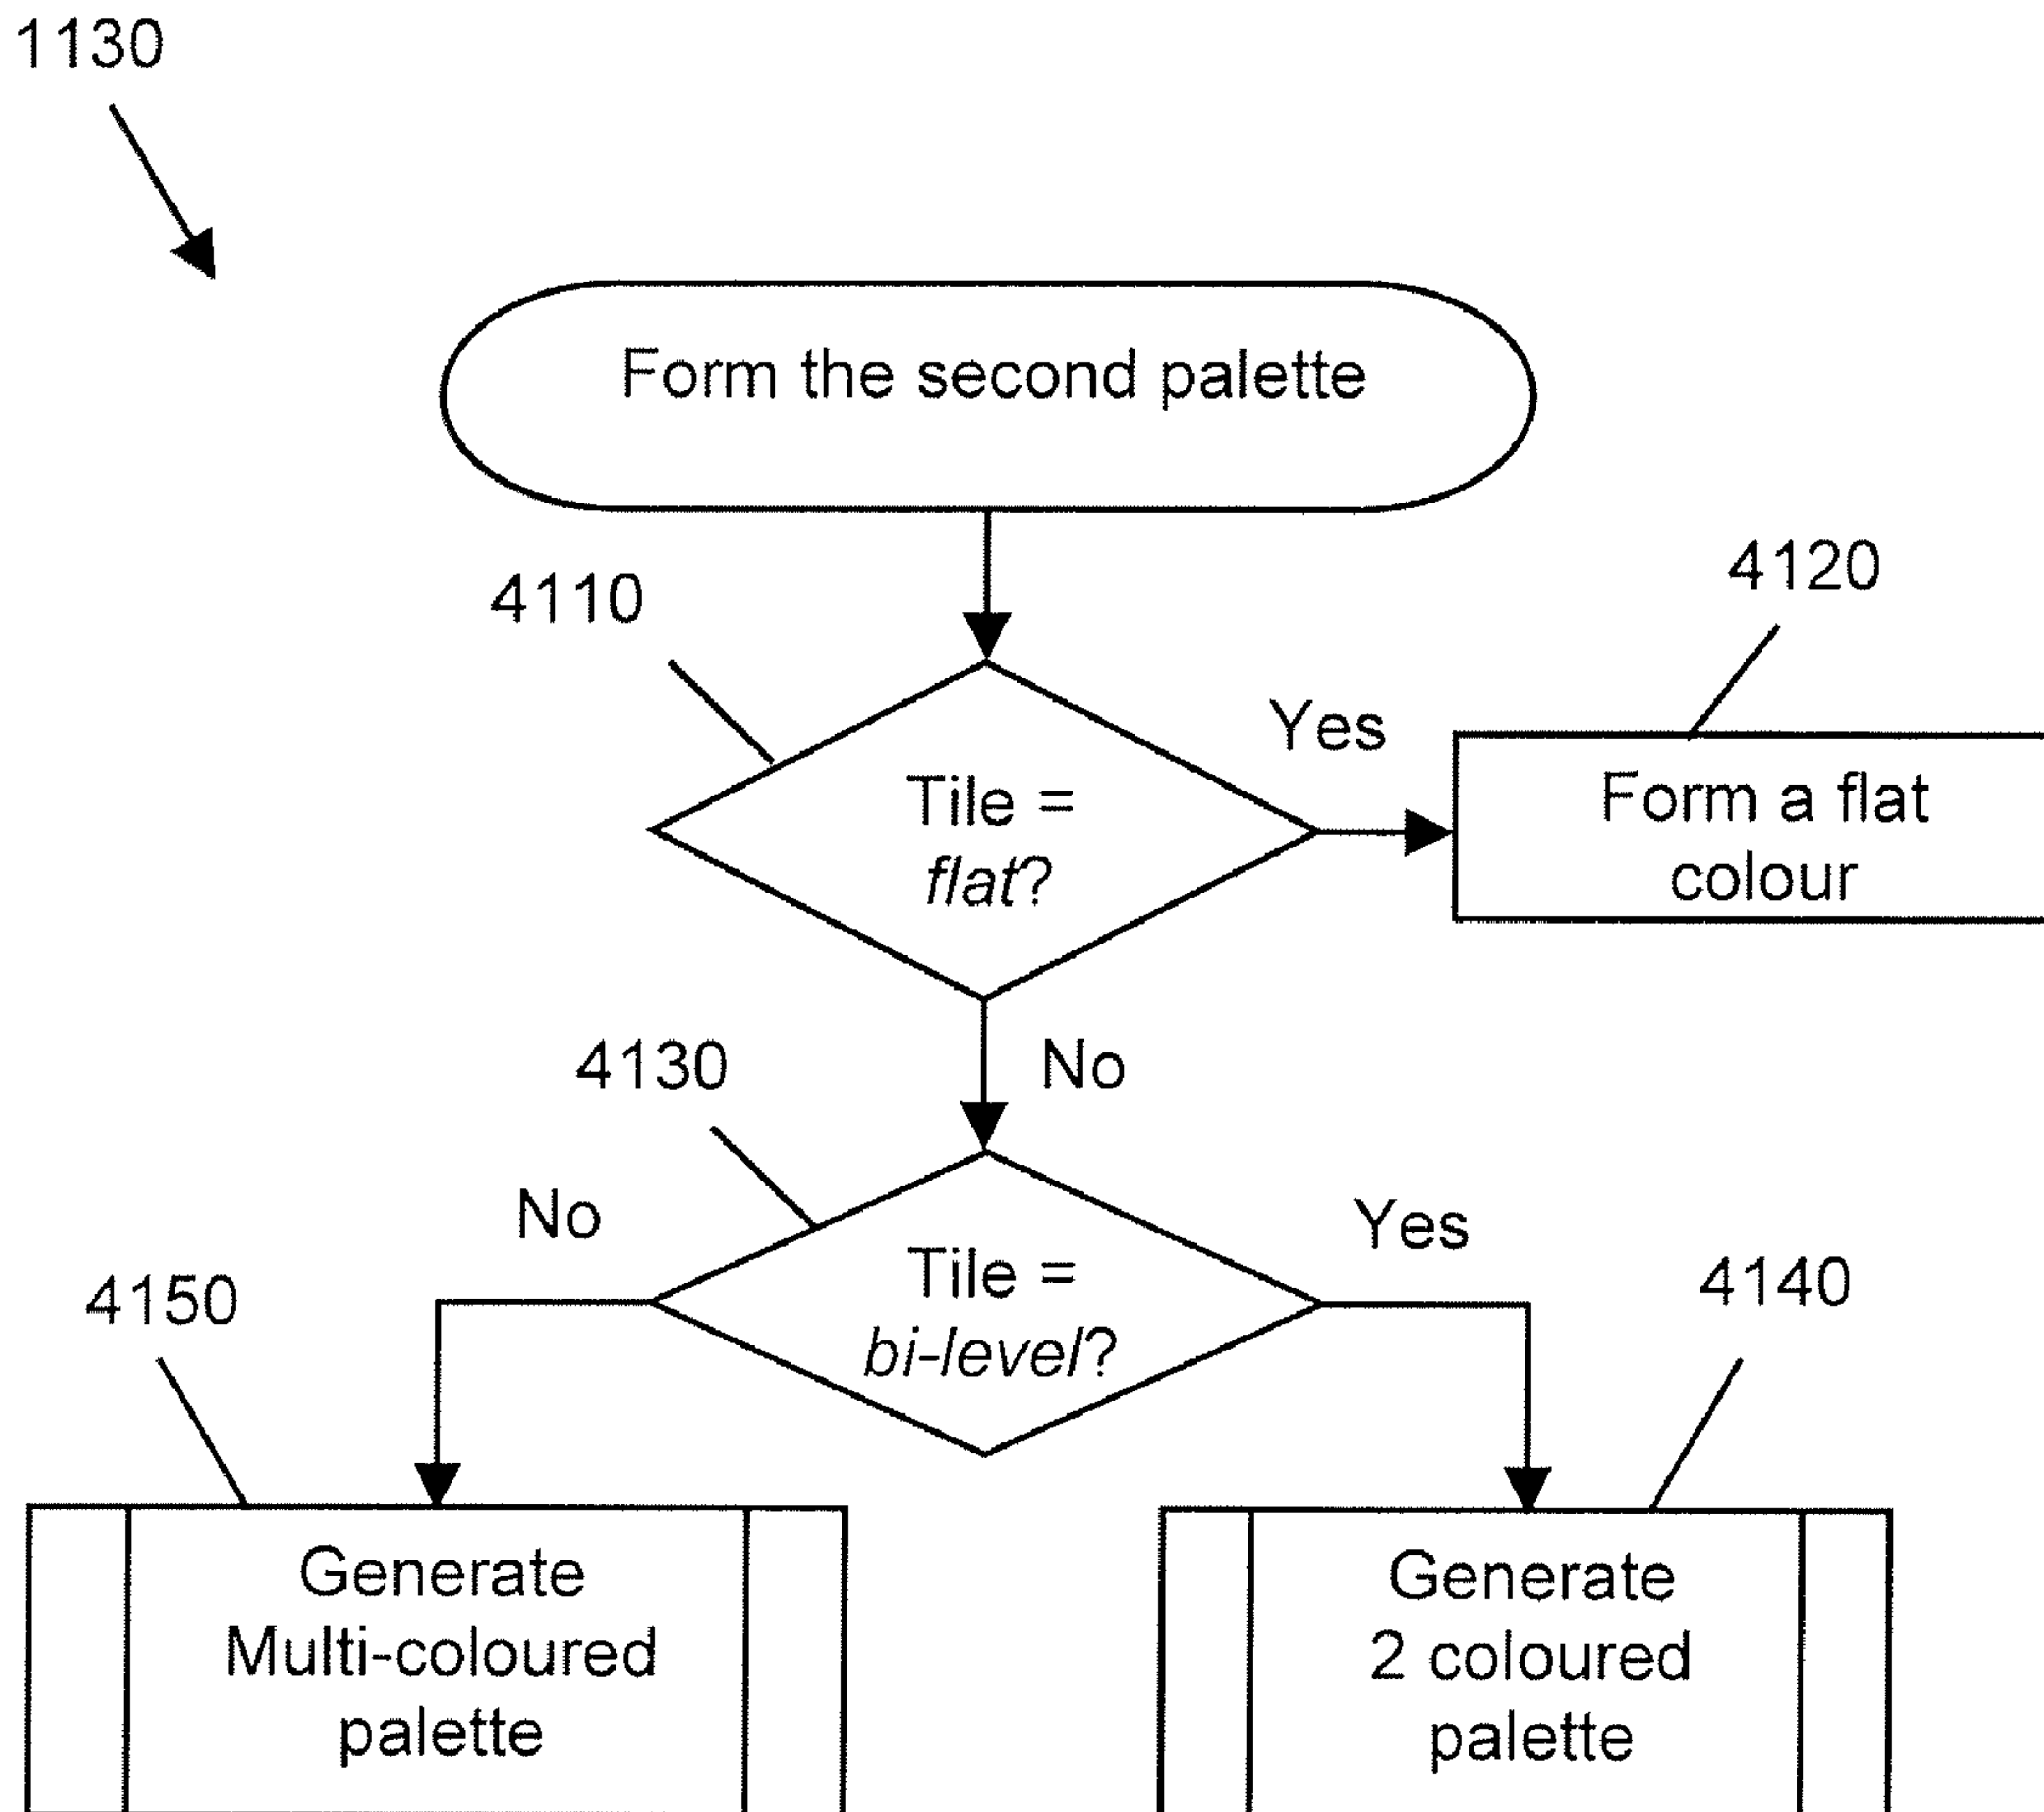 1130
Form the second palette
4110
4120
Yes
Tile =
flat?
Form a flat
colour
No
4130
No
Yes
Tile =
bi-level?
4150
4140
Generate
Multi-coloured
palette
Generate
2 coloured
palette